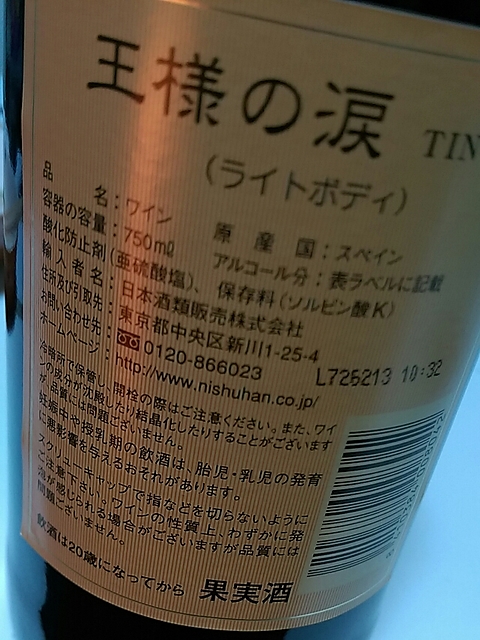 王様の涙 TIN
(ライトボディ)
品名:ワイン 原産国:スペイン
容器の容量:750mℓ アルコール分:表ラベルに記載
酸化防止剤(亜硫酸塩)、保存料(ソルビン酸K)
輸入者名:日本酒類販売株式会社
住所及び引取先:東京都中央区新川1-25-4
お問い合わせ先:0120-866023
ホームページ:http://www.nishuhan.co.jp/
L726213 10:32
冷暗所で保管し、開栓の際はご注意ください。また、ワイ
ンの成分が沈殿したり結晶化したりすることがございます
が、品質には問題ございません。
妊娠中や授乳期の飲酒は、胎児・乳児の発育
に悪影響を与えるおそれがあります。
スクリューキャップで指などを切らないように
ご注意下さい。ワインの性質上、わずかに発
泡が感じられる場合がございますが品質には
問題ございません。
飲酒は20歳になってから 果実酒